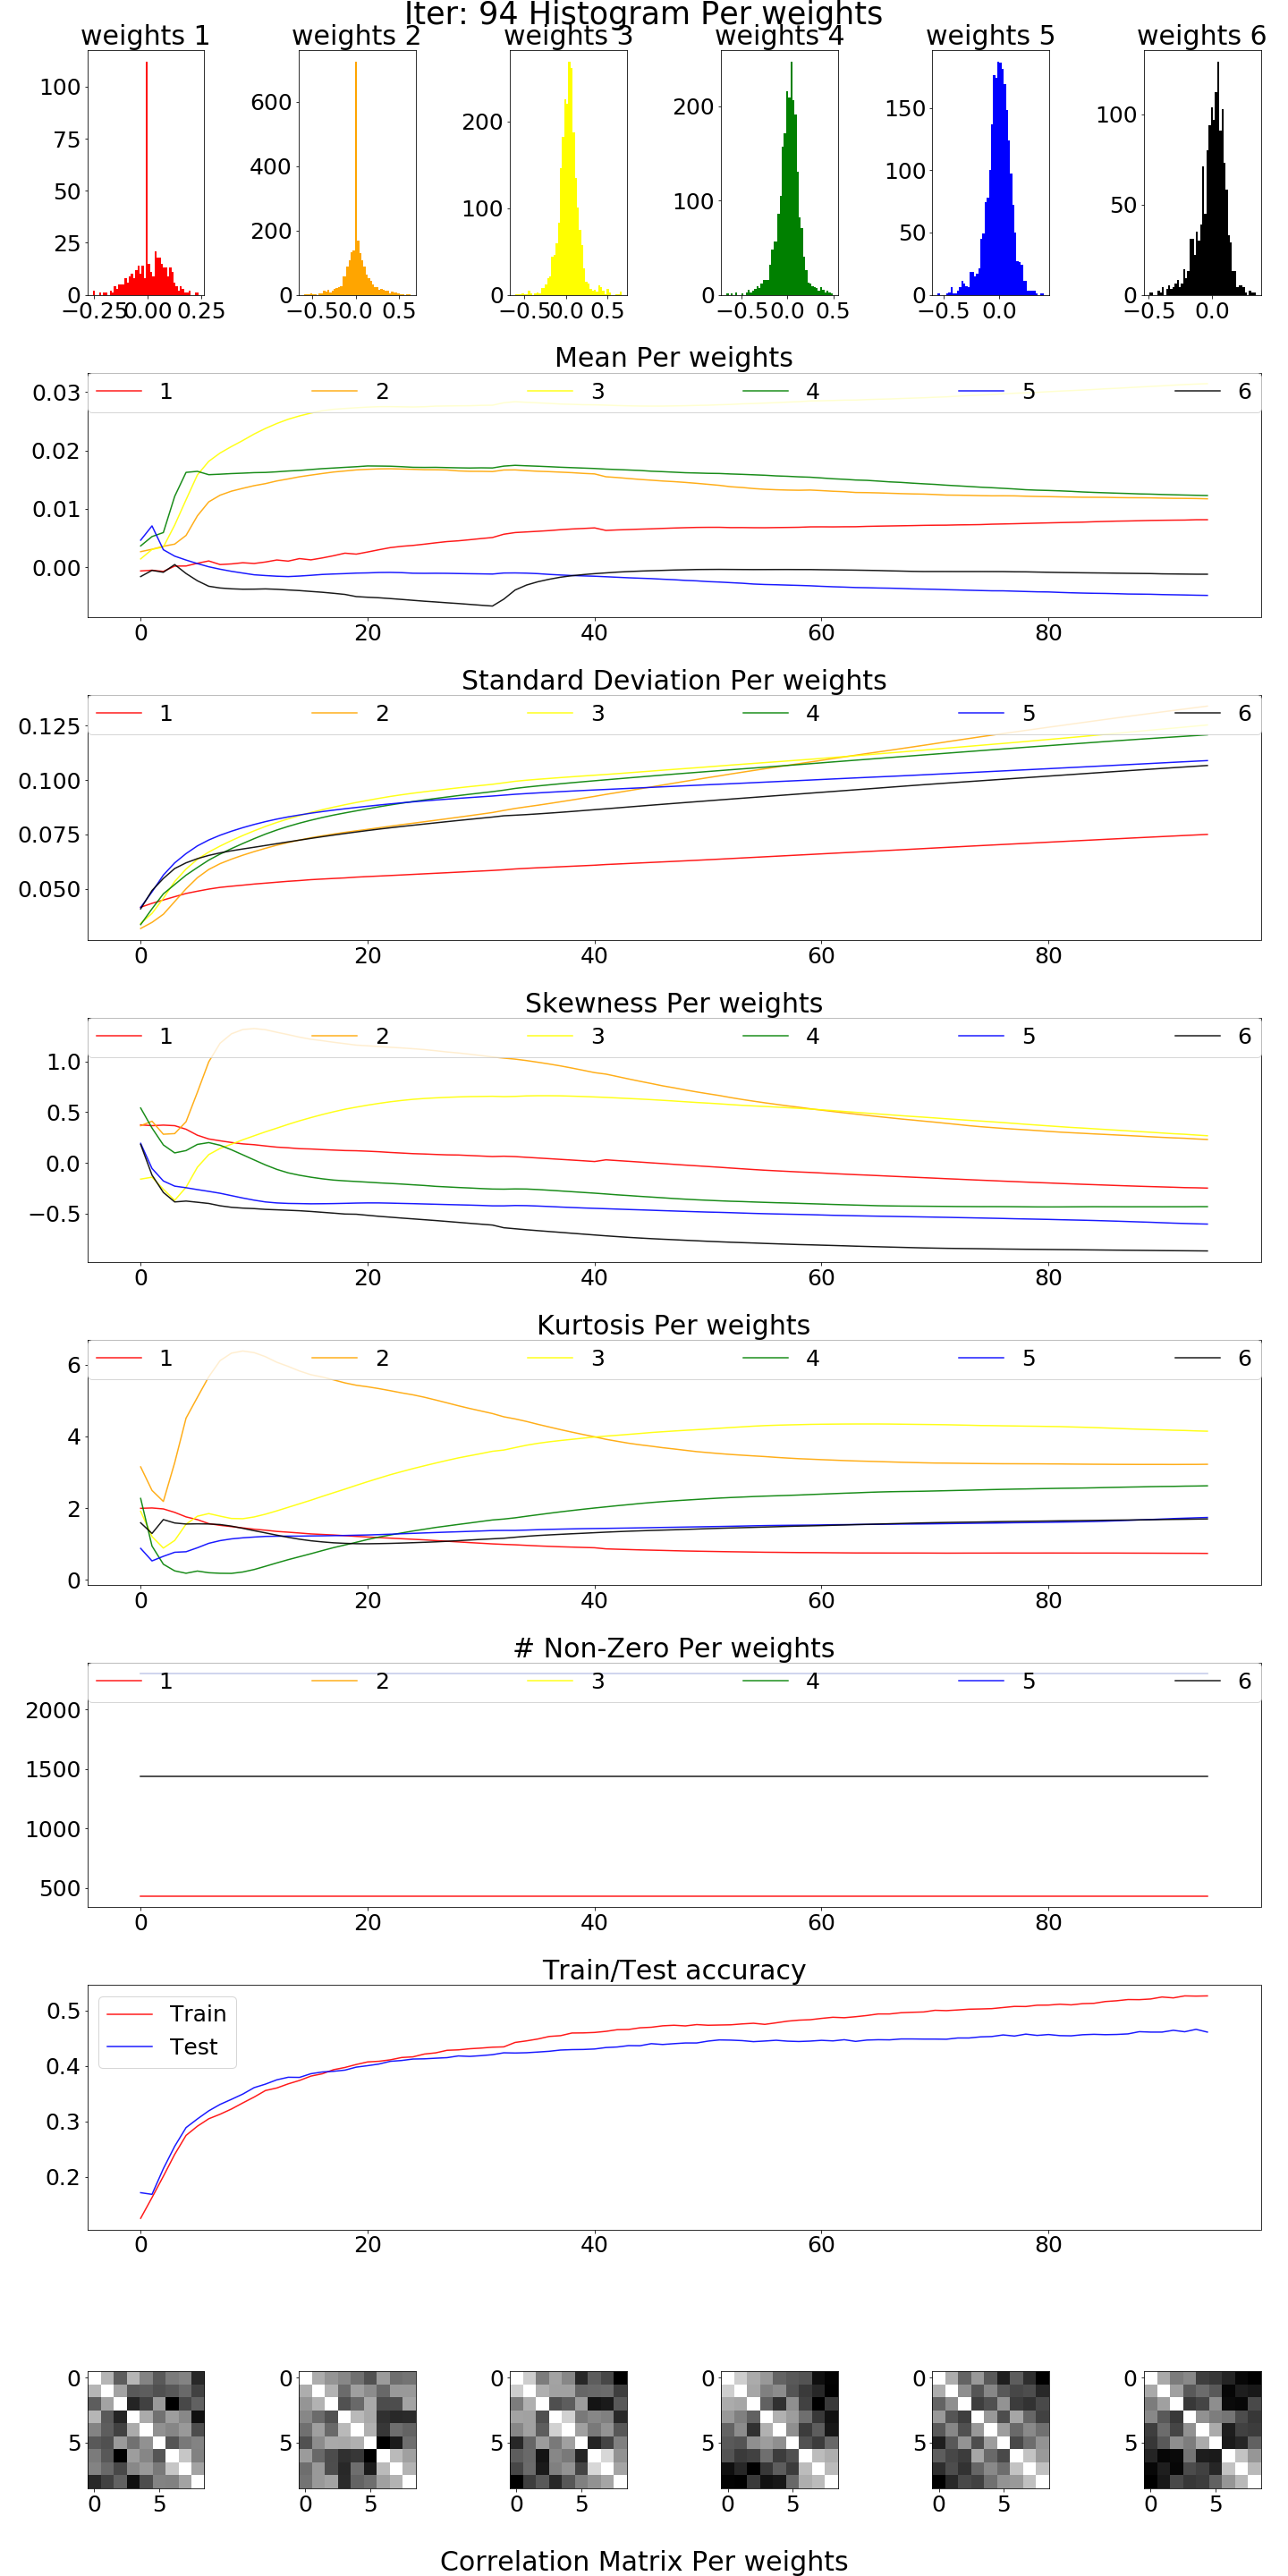 Iter: 94 Histogram Per weights
weights 1 weights 2 weights 3 weights 4 weights 5 weights 6
100
75
50
25
0
−0.25 0.00 0.25
600
400
200
0
−0.5 0.0 0.5
200
100
0
−0.5 0.0 0.5
200
100
0
−0.5 0.0 0.5
150
100
50
0
−0.5 0.0
100
50
0
−0.5 0.0
Mean Per weights
1 2 3 4 5 6
0.03
0.02
0.01
0.00
0 20 40 60 80
Standard Deviation Per weights
1 2 3 4 5 6
0.125
0.100
0.075
0.050
0 20 40 60 80
Skewness Per weights
1 2 3 4 5 6
1.0
0.5
0.0
−0.5
0 20 40 60 80
Kurtosis Per weights
1 2 3 4 5 6
6
4
2
0
0 20 40 60 80
# Non-Zero Per weights
1 2 3 4 5 6
2000
1500
1000
500
0 20 40 60 80
Train/Test accuracy
Train
Test
0.5
0.4
0.3
0.2
0 20 40 60 80
0 0 0 0 0 0
5 5 5 5 5 5
0 5 0 5 0 5 0 5 0 5 0 5
Correlation Matrix Per weights